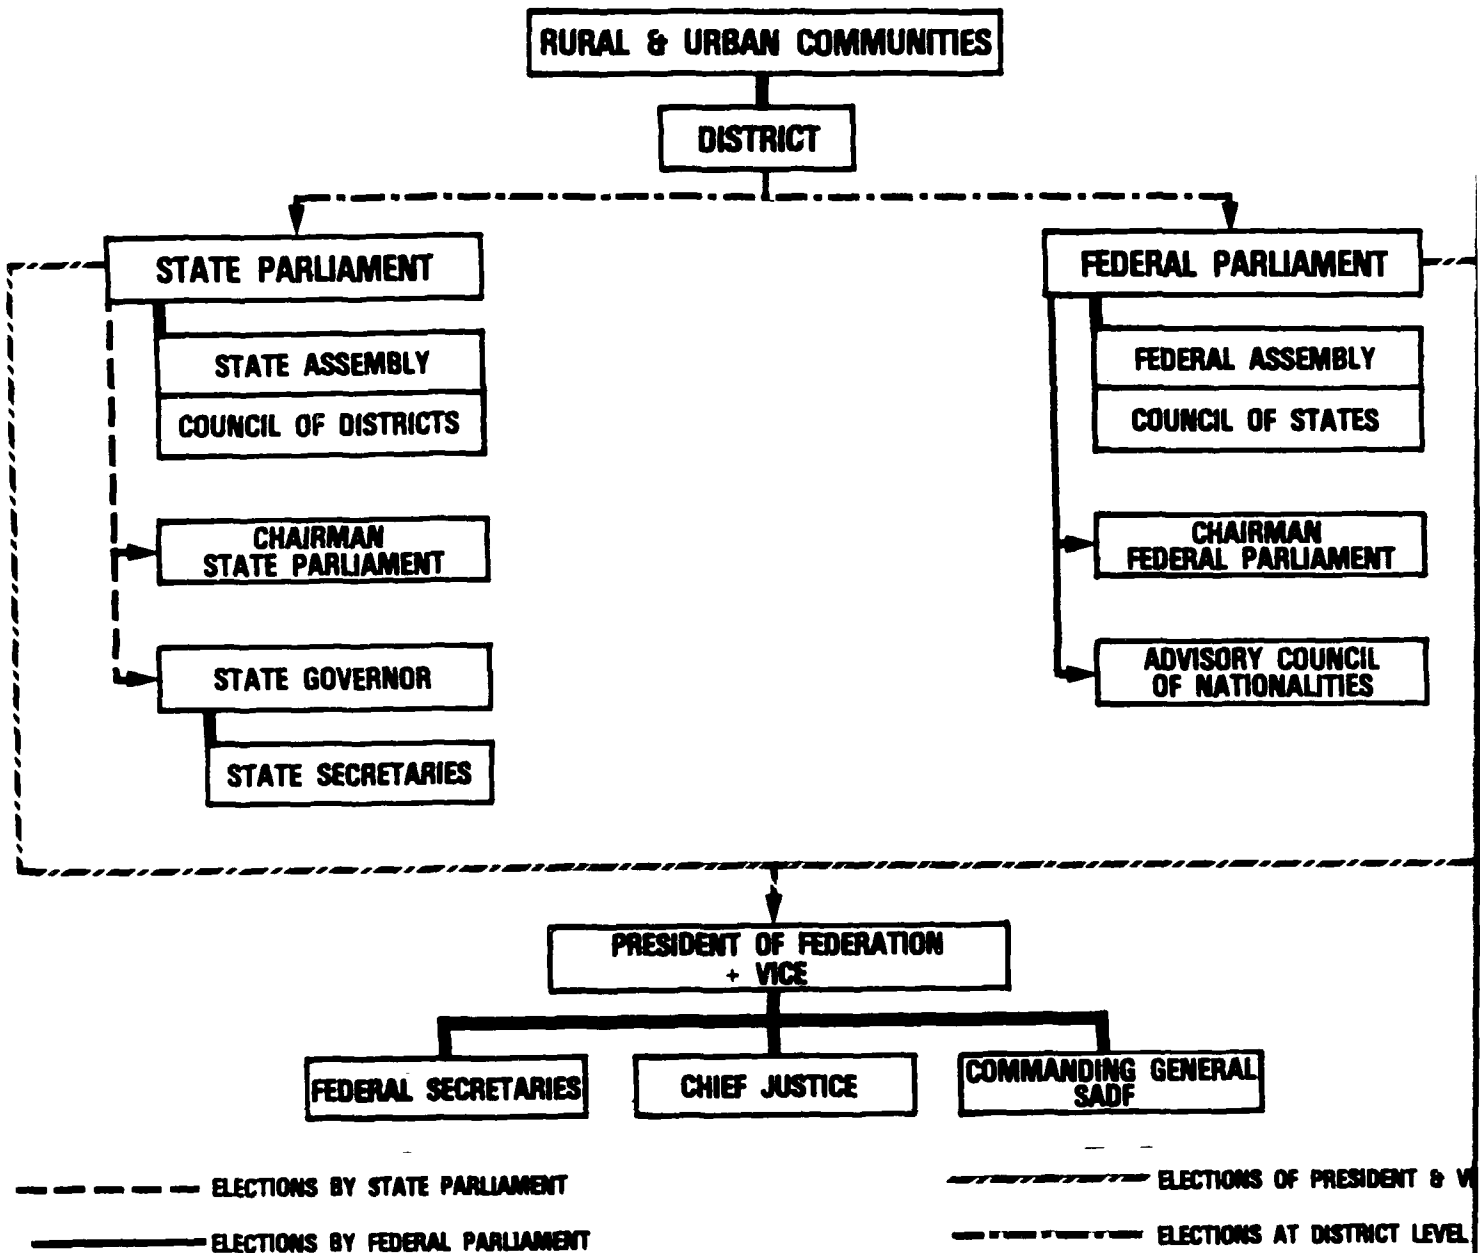 RURAL & URBAN COMMUNITIES
DISTRICT
STATE PARLIAMENT
FEDERAL PARLIAMENT
STATE ASSEMBLY
COUNCIL OF DISTRICTS
FEDERAL ASSEMBLY
COUNCIL OF STATES
CHAIRMAN
STATE PARLIAMENT
CHAIRMAN
FEDERAL PARLIAMENT
STATE GOVERNOR
ADVISORY COUNCIL
OF NATIONALITIES
STATE SECRETARIES
PRESIDENT OF FEDERATION
+ VICE
FEDERAL SECRETARIES
CHIEF JUSTICE
COMMANDING GENERAL
SADF
ELECTIONS BY STATE PARLIAMENT
ELECTIONS OF PRESIDENT &
ELECTIONS BY FEDERAL PARLIAMENT
ELECTIONS AT DISTRICT LEVEL